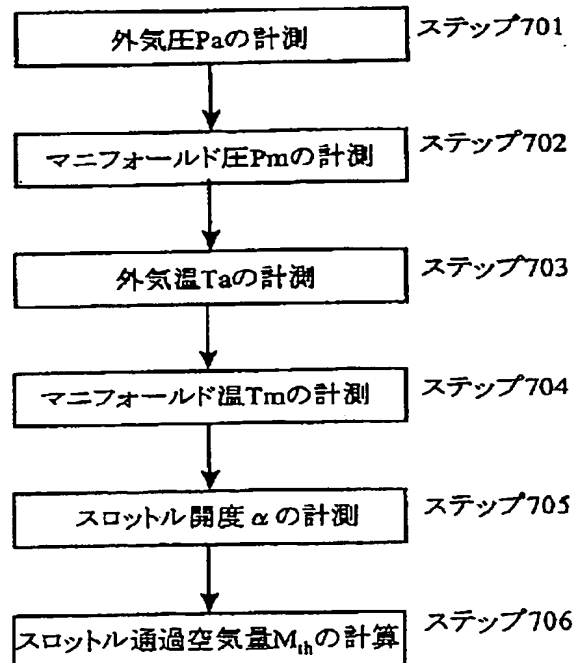 外気圧Paの計測 ステップ701
マニフォールド圧Pmの計測 ステップ702
外気温Taの計測 ステップ703
マニフォールド温Tmの計測 ステップ704
スロットル開度αの計測 ステップ705
スロットル通過空気量Mthの計算 ステップ706